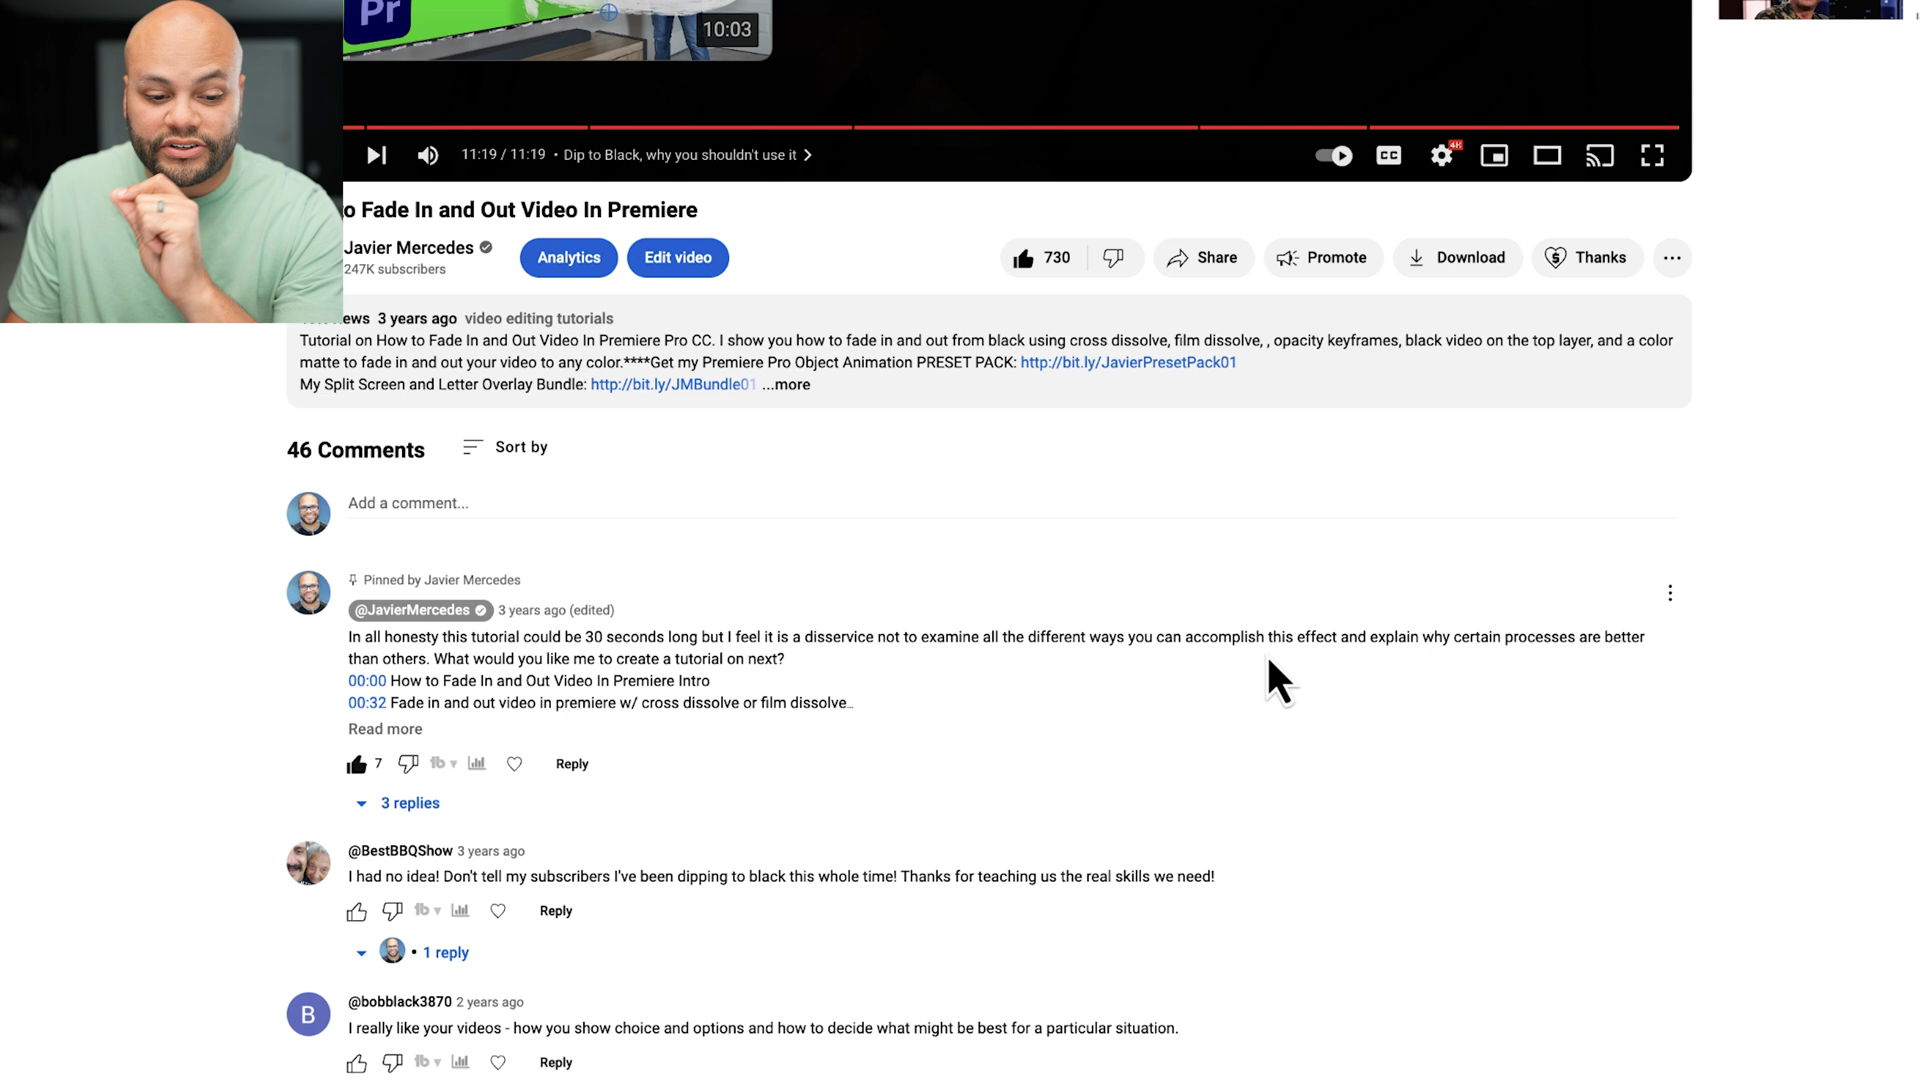 Pr
10:03
11:19 / 11:19 • Dip to Black, why you shouldn't use it
CC
4K
o Fade In and Out Video In Premiere
Javier Mercedes
Analytics
Edit video
730
Share
Promote
Download
Thanks
247K subscribers
ews 3 years ago video editing tutorials
Tutorial on How to Fade In and Out Video In Premiere Pro CC. I show you how to fade in and out from black using cross dissolve, film dissolve, , opacity keyframes, black video on the top layer, and a color
matte to fade in and out your video to any color.****Get my Premiere Pro Object Animation PRESET PACK: http://bit.ly/JavierPresetPack01
My Split Screen and Letter Overlay Bundle: http://bit.ly/JMBundle01 ...more
46 Comments
Sort by
Add a comment...
Pinned by Javier Mercedes
@JavierMercedes 3 years ago (edited)
In all honesty this tutorial could be 30 seconds long but I feel it is a disservice not to examine all the different ways you can accomplish this effect and explain why certain processes are better
than others. What would you like me to create a tutorial on next?
00:00 How to Fade In and Out Video In Premiere Intro
00:32 Fade in and out video in premiere w/ cross dissolve or film dissolve…
Read more
7
tb
Reply
3 replies
@BestBBQShow 3 years ago
I had no idea! Don't tell my subscribers I've been dipping to black this whole time! Thanks for teaching us the real skills we need!
tb
Reply
• 1 reply
B
@bobblack3870 2 years ago
I really like your videos - how you show choice and options and how to decide what might be best for a particular situation.
tb
Reply